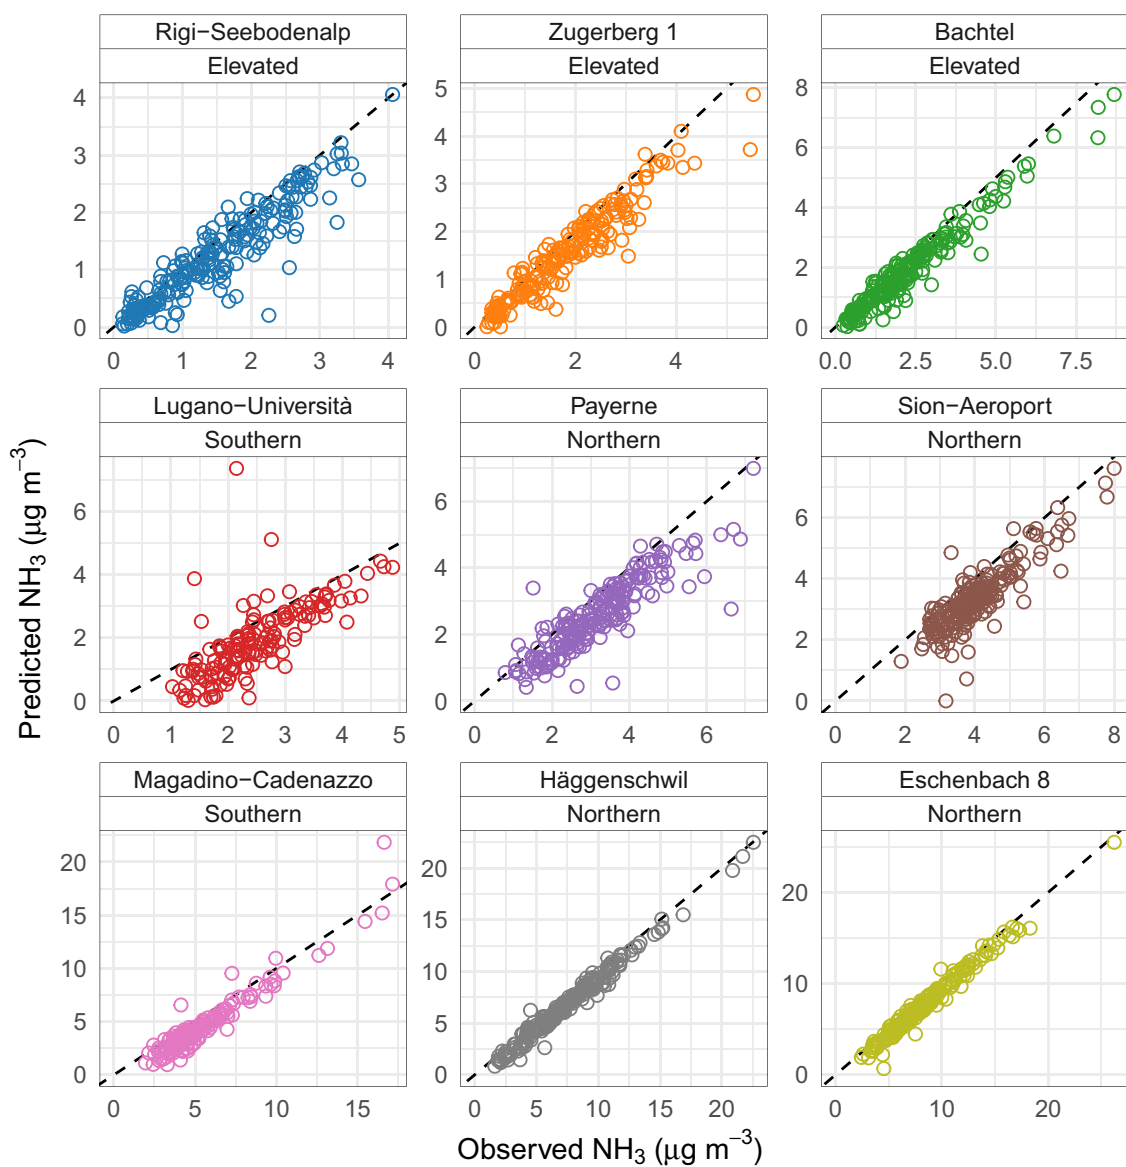 Rigi−Seebodenalp
Zugerberg 1
Bachtel
Elevated
Elevated
Elevated
4
3
2
1
0
5
4
3
2
1
0
8
6
4
2
0
0 1 2 3 4
0 2 4
0.0 2.5 5.0 7.5
Lugano−Università
Payerne
Sion−Aeroport
Southern
Northern
Northern
6
4
2
0
6
4
2
0
6
4
2
0
0 1 2 3 4 5
0 2 4 6
0 2 4 6 8
Magadino−Cadenazzo
Häggenschwil
Eschenbach 8
Southern
Northern
Northern
20
15
10
5
0
20
15
10
5
0
20
10
0
0 5 10 15
0 5 10 15 20
0 10 20
Predicted NH₃ (μg m⁻³)
Observed NH₃ (μg m⁻³)